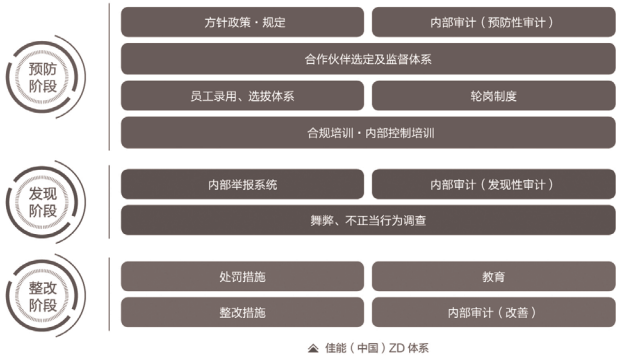 预防
阶段
方针政策・规定
内部审计（预防性审计）
合作伙伴选定及监督体系
员工录用、选拔体系
轮岗制度
合规培训・内部控制培训
发现
阶段
内部举报系统
内部审计（发现性审计）
舞弊、不正当行为调查
整改
阶段
处罚措施
教育
整改措施
内部审计（改善）
佳能（中国）ZD 体系